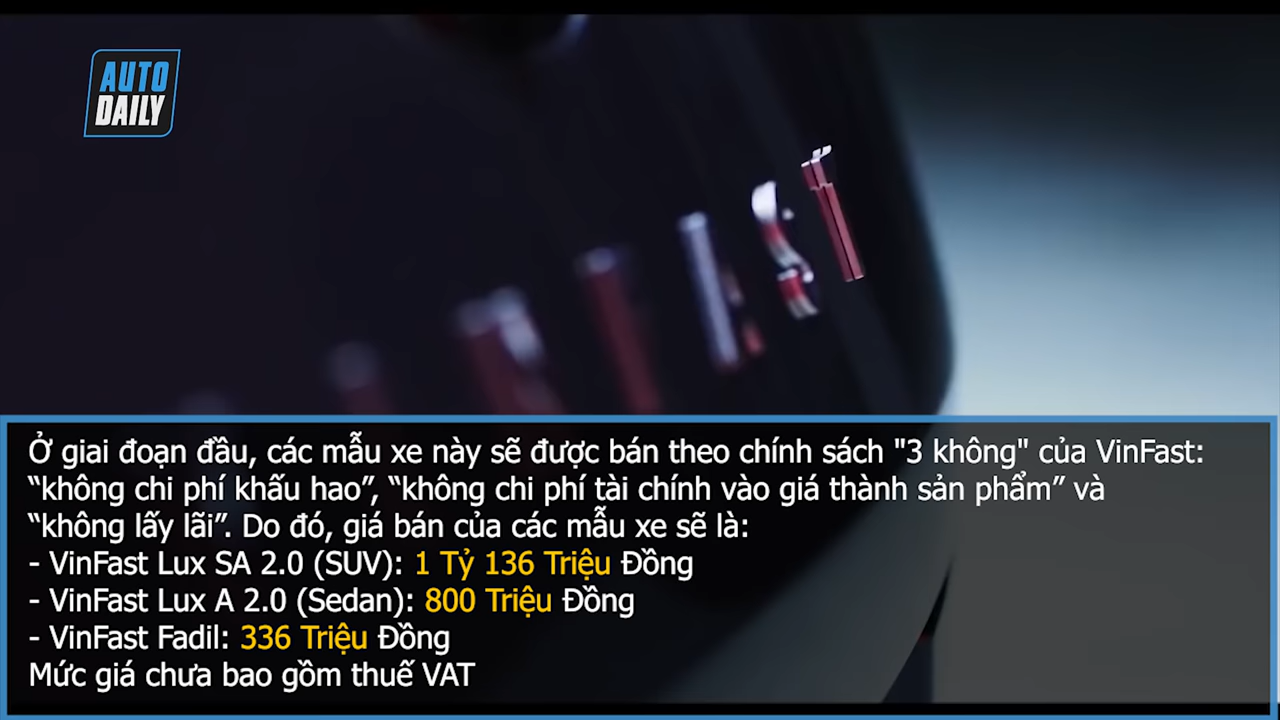 AUTO
DAILY
Ở giai đoạn đầu, các mẫu xe này sẽ được bán theo chính sách "3 không" của VinFast:
“không chi phí khấu hao”, “không chi phí tài chính vào giá thành sản phẩm” và
“không lấy lãi”. Do đó, giá bán của các mẫu xe sẽ là:
- VinFast Lux SA 2.0 (SUV): 1 Tỷ 136 Triệu Đồng
- VinFast Lux A 2.0 (Sedan): 800 Triệu Đồng
- VinFast Fadil: 336 Triệu Đồng
Mức giá chưa bao gồm thuế VAT